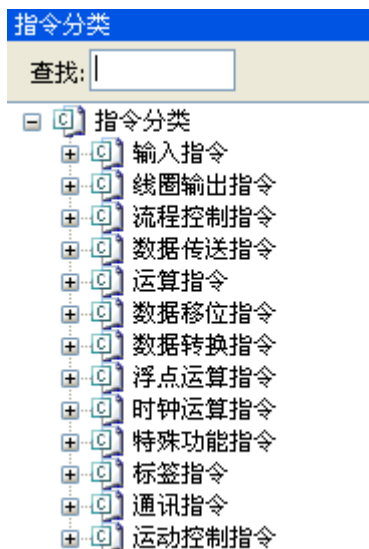 指令分类
查找:
指令分类
输入指令
线圈输出指令
流程控制指令
数据传送指令
运算指令
数据移位指令
数据转换指令
浮点运算指令
时钟运算指令
特殊功能指令
标签指令
通讯指令
运动控制指令